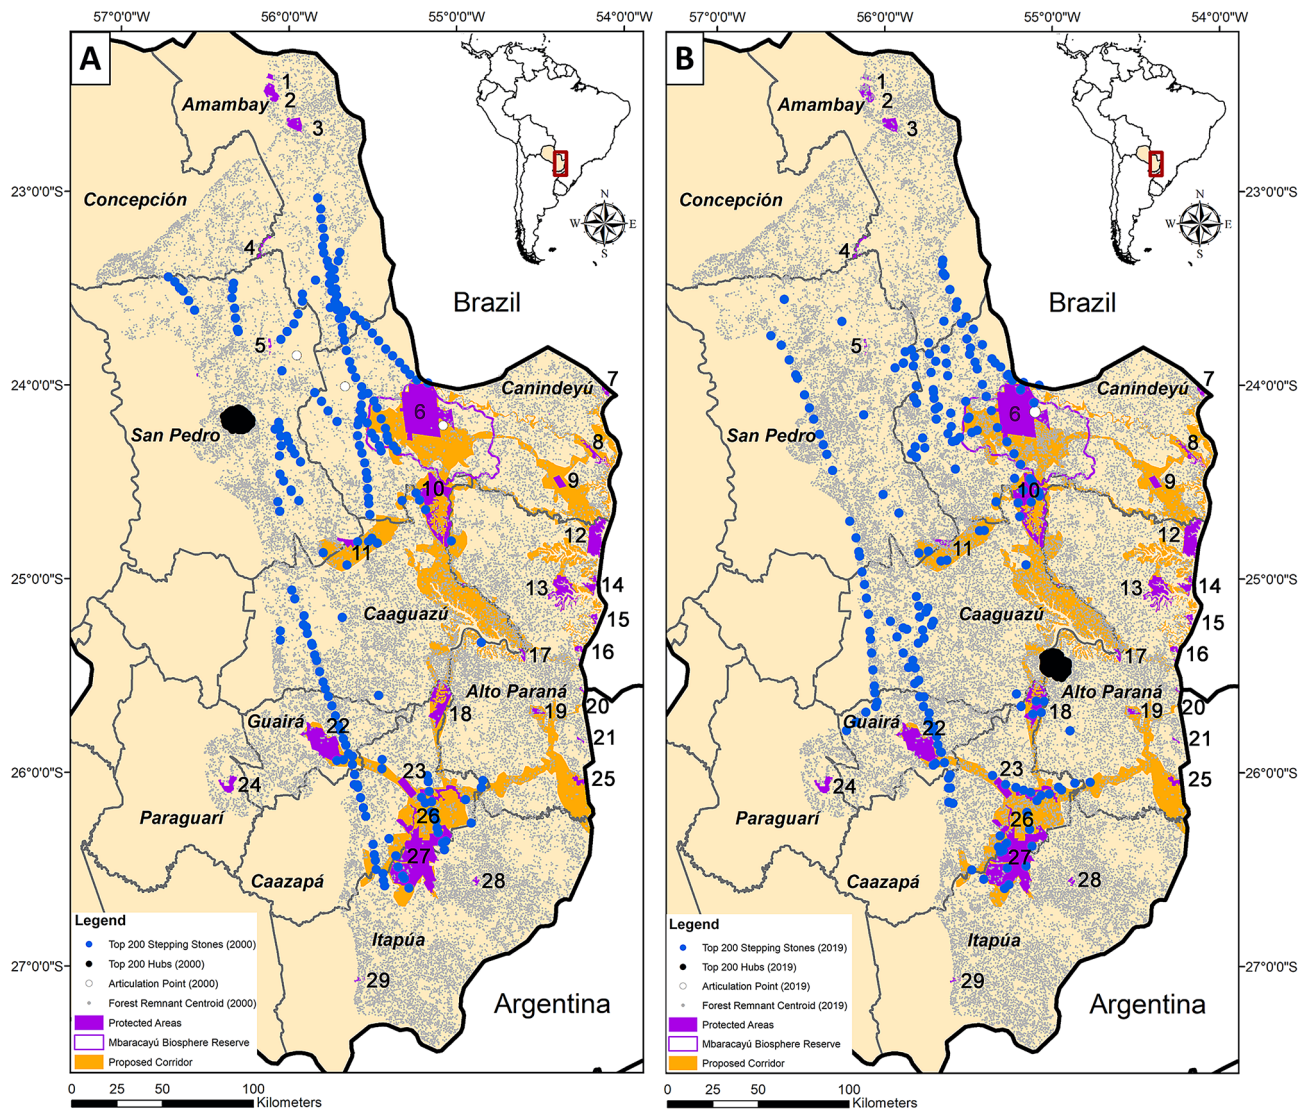 57°0'0"W 56°0'0"W 55°0'0"W 54°0'0"W
A
1
2
Amambay
3
N
W E
S
23°0'0"S
Concepción
4
Brazil
5
24°0'0"S
Canindeyú
7
6
San Pedro
8
9
10
12
11
25°0'0"S
13
14
Caaguazú
15
16
17
Alto Paraná
20
18
19
Guairá
22
21
26°0'0"S
23
25
24
Paraguarí
26
27
Caazapá
28
Itapúa
27°0'0"S
29
Argentina
Legend
Top 200 Stepping Stones (2000)
Top 200 Hubs (2000)
Articulation Point (2000)
Forest Remnant Centroid (2000)
Protected Areas
Mbaracayú Biosphere Reserve
Proposed Corridor
0 25 50 100
Kilometers
57°0'0"W 56°0'0"W 55°0'0"W 54°0'0"W
B
1
2
Amambay
3
N
W E
S
23°0'0"S
Concepción
4
Brazil
5
24°0'0"S
Canindeyú
7
6
San Pedro
8
9
10
12
11
25°0'0"S
13
14
Caaguazú
15
16
17
Alto Paraná
20
18
19
Guairá
22
21
26°0'0"S
23
25
24
Paraguarí
26
27
Caazapá
28
Itapúa
27°0'0"S
29
Argentina
Legend
Top 200 Stepping Stones (2019)
Top 200 Hubs (2019)
Articulation Point (2019)
Forest Remnant Centroid (2019)
Protected Areas
Mbaracayú Biosphere Reserve
Proposed Corridor
0 25 50 100
Kilometers